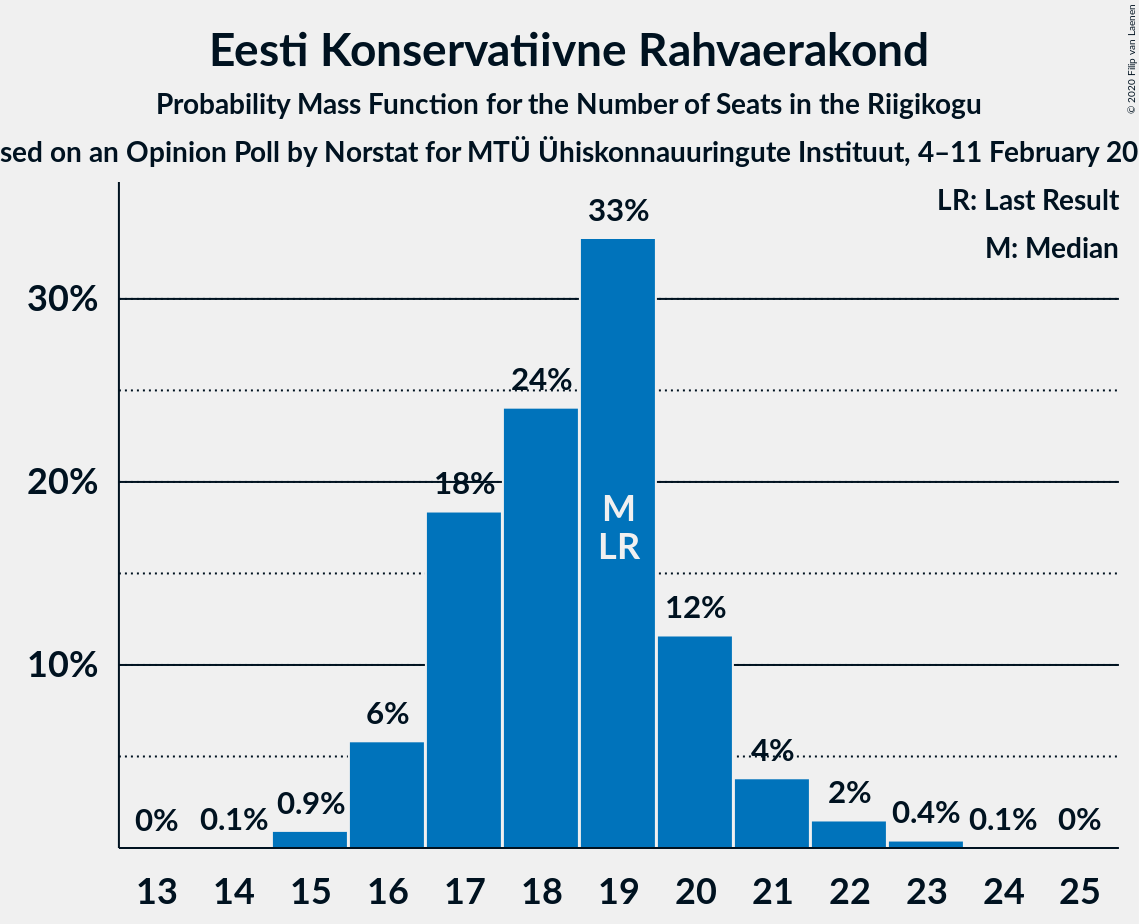 Eesti Konservatiivne Rahvaerakond
Probability Mass Function for the Number of Seats in the Riigikogu
sed on an Opinion Poll by Norstat for MTÜ Ühiskonnauuringute Instituut, 4–11 February 20
© 2020 Filip van Laenen
LR: Last Result
M: Median
33%
30%
24%
20%
18%
M
LR
12%
10%
6%
4%
2%
0%
0.1%
0.9%
0.4%
0.1%
0%
13 14 15 16 17 18 19 20 21 22 23 24 25